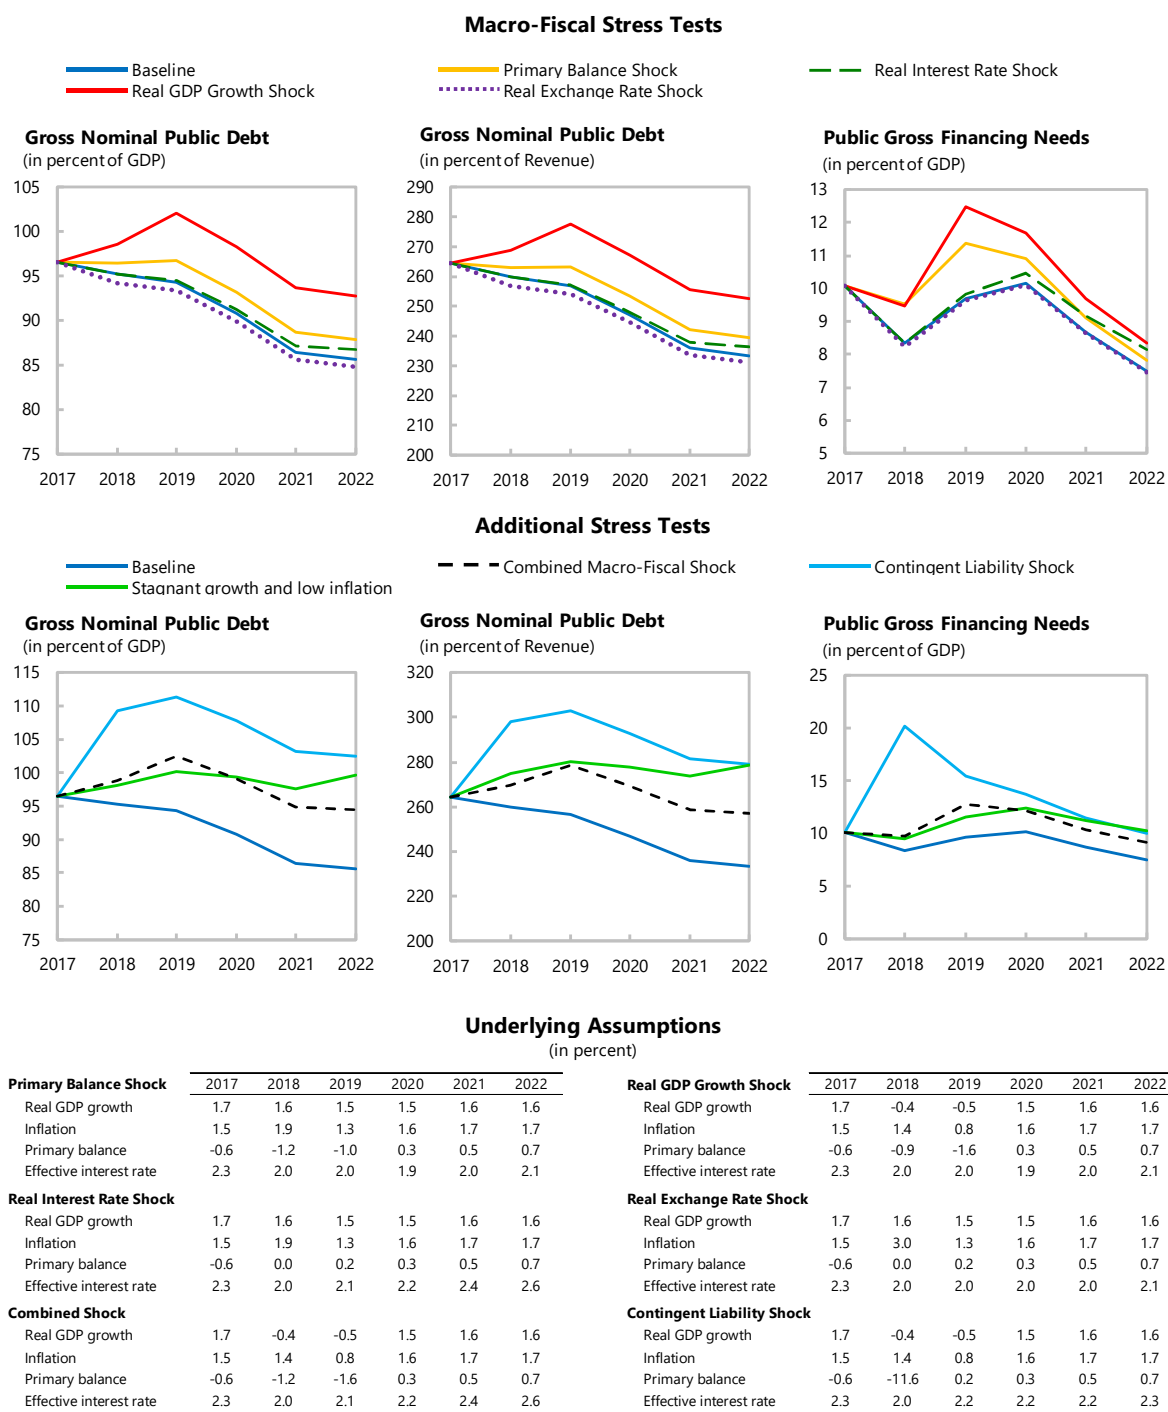 Macro-Fiscal Stress Tests
Baseline
Primary Balance Shock
Real Interest Rate Shock
Real GDP Growth Shock
Real Exchange Rate Shock
Gross Nominal Public Debt
(in percent of GDP)
105
100
95
90
85
80
75
2017 2018 2019 2020 2021 2022
Gross Nominal Public Debt
(in percent of Revenue)
290
280
270
260
250
240
230
220
210
200
2017 2018 2019 2020 2021 2022
Public Gross Financing Needs
(in percent of GDP)
13
12
11
10
9
8
7
6
5
2017 2018 2019 2020 2021 2022
Additional Stress Tests
Baseline
Combined Macro-Fiscal Shock
Contingent Liability Shock
Stagnant growth and low inflation
Gross Nominal Public Debt
(in percent of GDP)
115
110
105
100
95
90
85
80
75
2017 2018 2019 2020 2021 2022
Gross Nominal Public Debt
(in percent of Revenue)
320
300
280
260
240
220
200
2017 2018 2019 2020 2021 2022
Public Gross Financing Needs
(in percent of GDP)
25
20
15
10
5
0
2017 2018 2019 2020 2021 2022
Underlying Assumptions
(in percent)
Primary Balance Shock 2017 2018 2019 2020 2021 2022
Real GDP growth 1.7 1.6 1.5 1.5 1.6 1.6
Inflation 1.5 1.9 1.3 1.6 1.7 1.7
Primary balance -0.6 -1.2 -1.0 0.3 0.5 0.7
Effective interest rate 2.3 2.0 2.0 1.9 2.0 2.1
Real Interest Rate Shock
Real GDP growth 1.7 1.6 1.5 1.5 1.6 1.6
Inflation 1.5 1.9 1.3 1.6 1.7 1.7
Primary balance -0.6 0.0 0.2 0.3 0.5 0.7
Effective interest rate 2.3 2.0 2.1 2.2 2.4 2.6
Combined Shock
Real GDP growth 1.7 -0.4 -0.5 1.5 1.6 1.6
Inflation 1.5 1.4 0.8 1.6 1.7 1.7
Primary balance -0.6 -1.2 -1.6 0.3 0.5 0.7
Effective interest rate 2.3 2.0 2.1 2.2 2.4 2.6
Real GDP Growth Shock 2017 2018 2019 2020 2021 2022
Real GDP growth 1.7 -0.4 -0.5 1.5 1.6 1.6
Inflation 1.5 1.4 0.8 1.6 1.7 1.7
Primary balance -0.6 -0.9 -1.6 0.3 0.5 0.7
Effective interest rate 2.3 2.0 2.0 1.9 2.0 2.1
Real Exchange Rate Shock
Real GDP growth 1.7 1.6 1.5 1.5 1.6 1.6
Inflation 1.5 3.0 1.3 1.6 1.7 1.7
Primary balance -0.6 0.0 0.2 0.3 0.5 0.7
Effective interest rate 2.3 2.0 2.0 2.0 2.0 2.1
Contingent Liability Shock
Real GDP growth 1.7 -0.4 -0.5 1.5 1.6 1.6
Inflation 1.5 1.4 0.8 1.6 1.7 1.7
Primary balance -0.6 -11.6 0.2 0.3 0.5 0.7
Effective interest rate 2.3 2.0 2.2 2.2 2.2 2.3